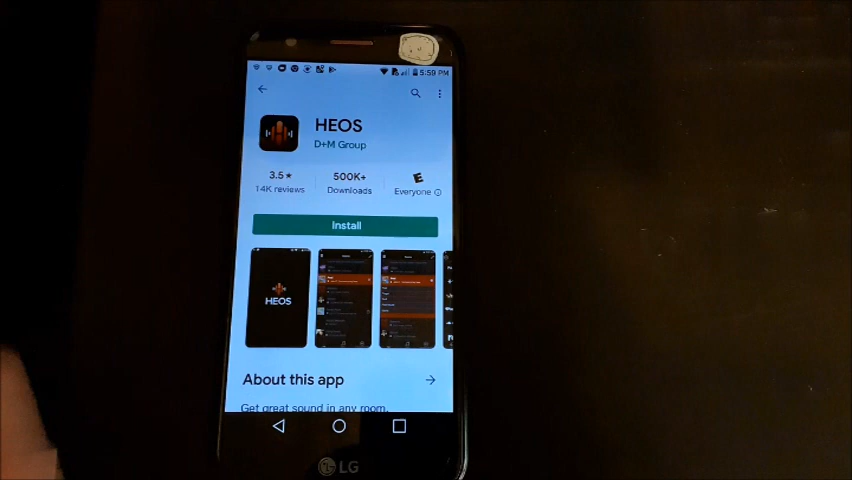 5:59 PM
HEOS
D+M Group
3.5★ 500K+ E
14K reviews Downloads Everyone
Install
HEOS
About this app
Get great sound in any room.
LG